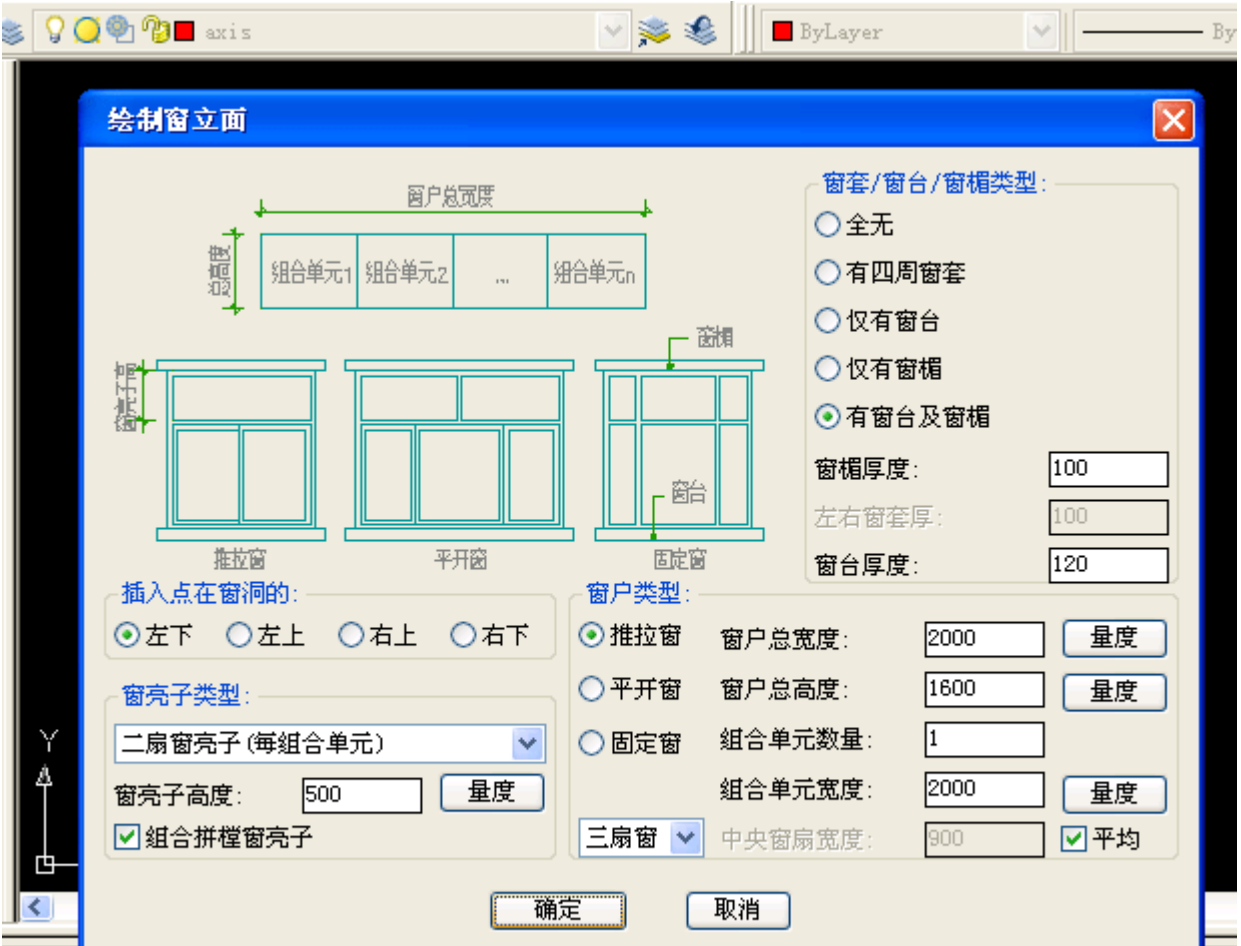 axis ByLayer By
绘制窗立面
窗户总宽度
总高度
组合单元1 组合单元2 ... 组合单元n
窗楣
窗亮子高
窗台
推拉窗 平开窗 固定窗
窗套/窗台/窗楣类型:
全无
有四周窗套
仅有窗台
仅有窗楣
有窗台及窗楣
窗楣厚度: 100
左右窗套厚: 100
窗台厚度: 120
插入点在窗洞的:
左下 左上 右上 右下
窗亮子类型:
二扇窗亮子(每组合单元)
窗亮子高度: 500 量度
组合拼樘窗亮子
窗户类型:
推拉窗 窗户总宽度: 2000 量度
平开窗 窗户总高度: 1600 量度
固定窗 组合单元数量: 1
组合单元宽度: 2000 量度
三扇窗 中央窗扇宽度: 900 平均
Y
确定 取消